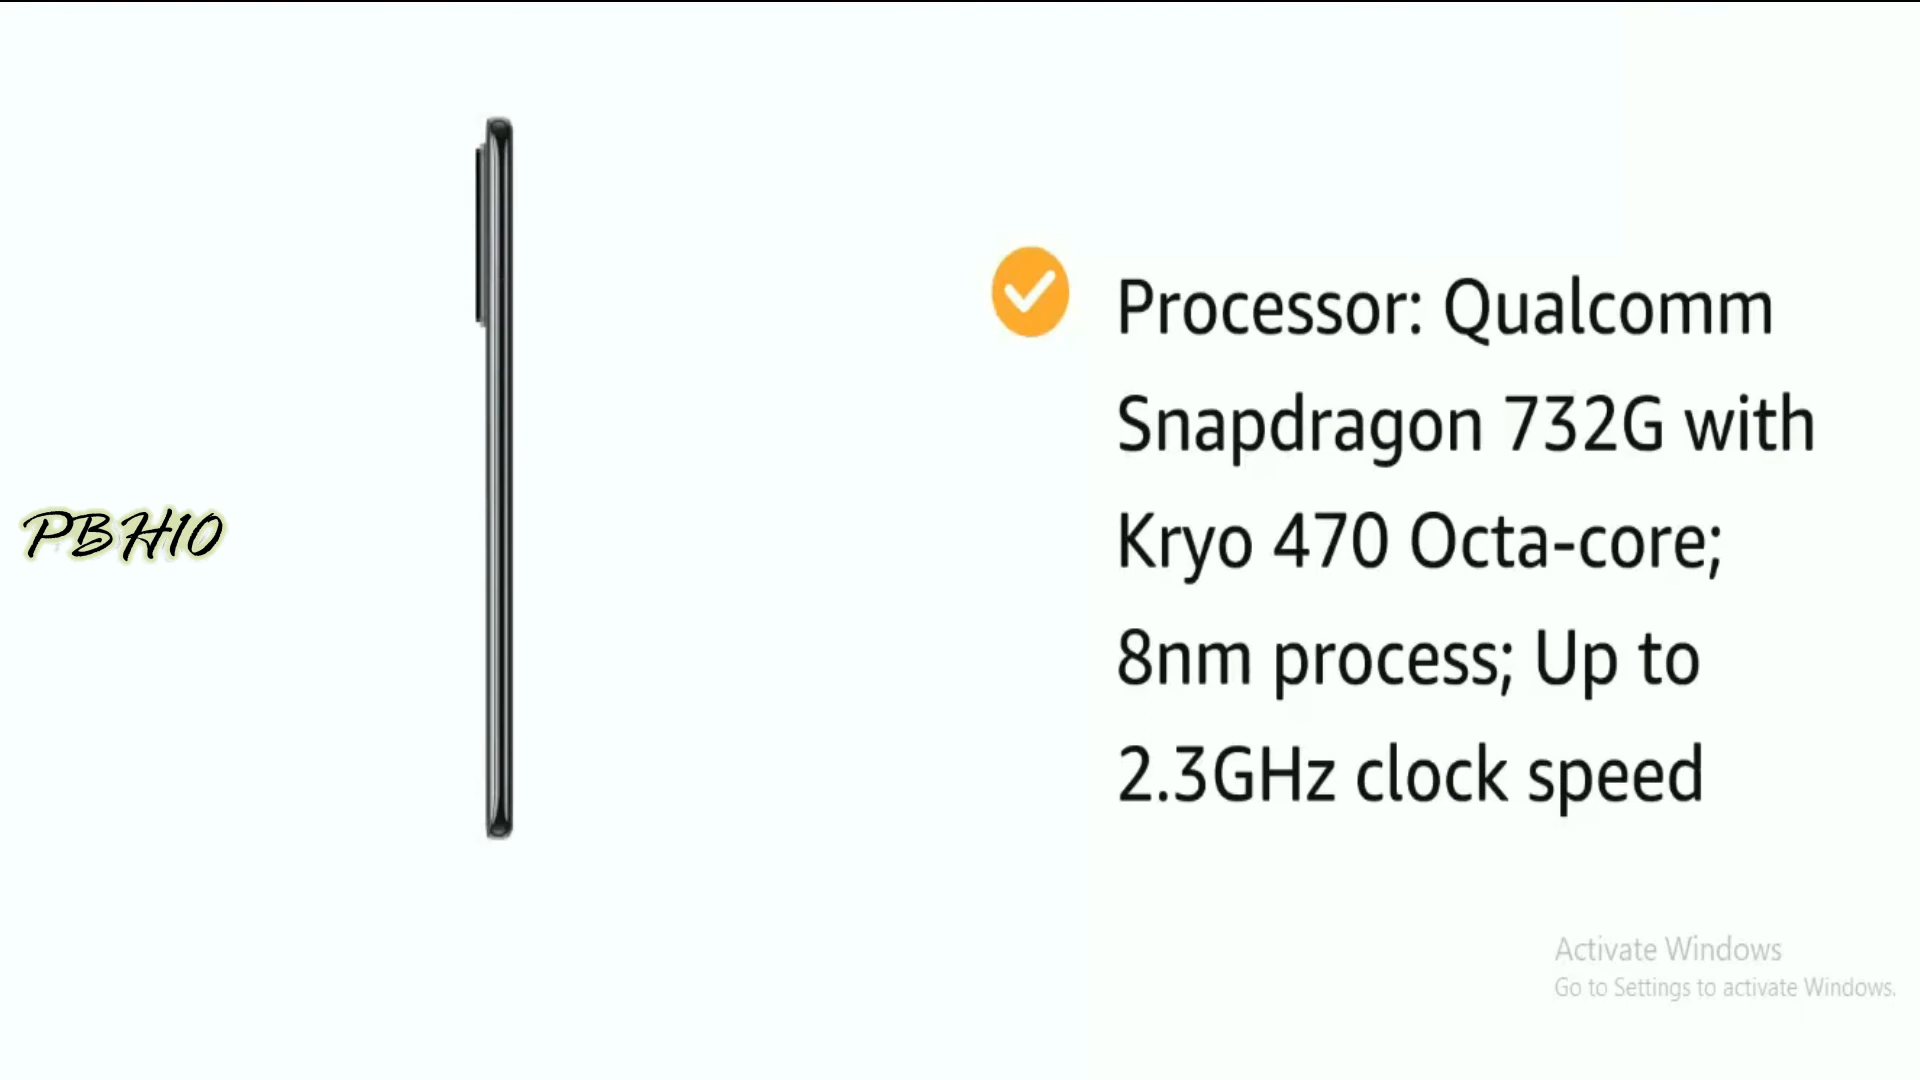 PBH10
Processor: Qualcomm
Snapdragon 732G with
Kryo 470 Octa-core;
8nm process; Up to
2.3GHz clock speed
Activate Windows
Go to Settings to activate Windows.